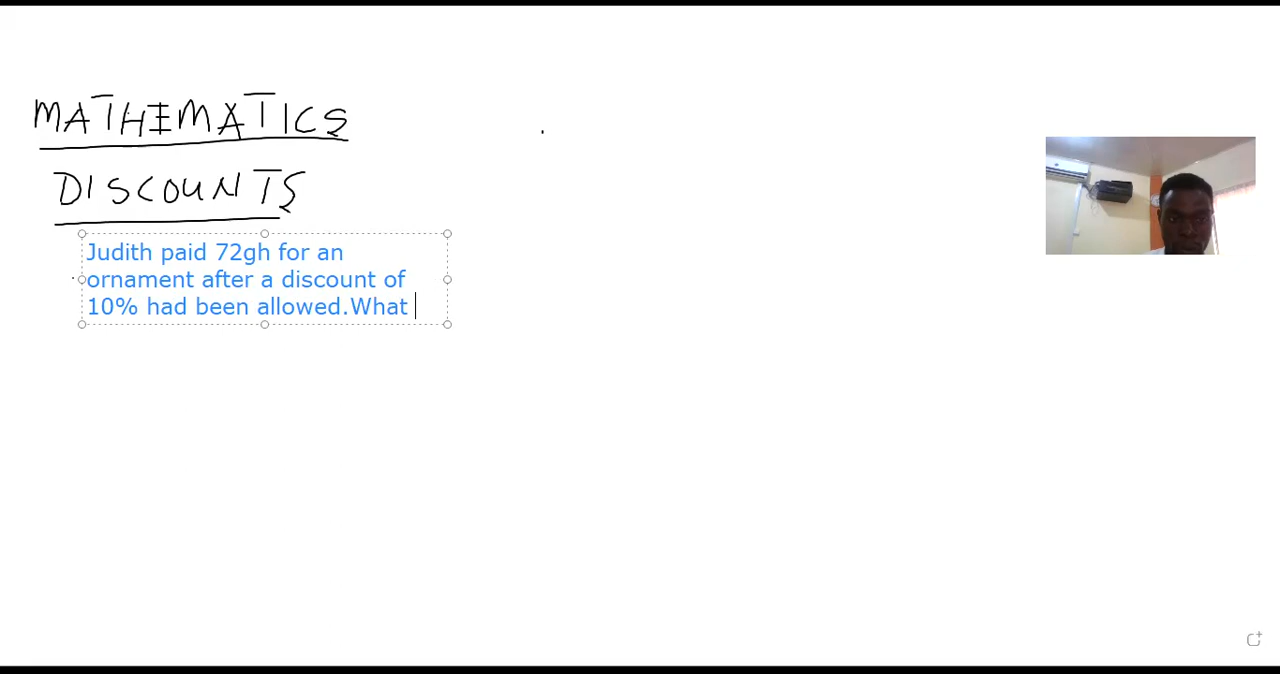 MATHEMATICS
DISCOUNTS
Judith paid 72gh for an
ornament after a discount of
10% had been allowed.What